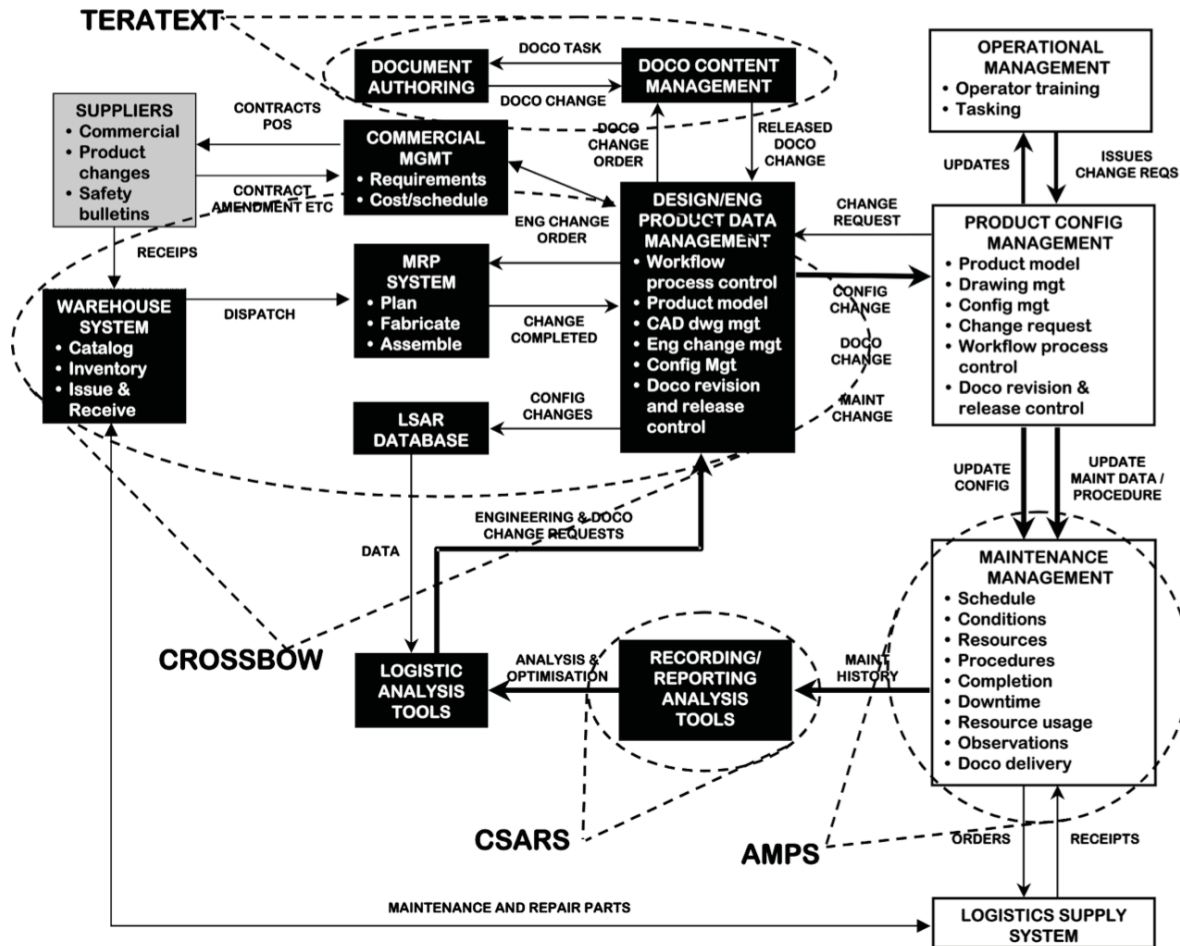 TERATEXT
DOCO TASK
DOCUMENT
AUTHORING
DOCO CHANGE
DOCO CONTENT
MANAGEMENT
OPERATIONAL
MANAGEMENT
• Operator training
• Tasking
SUPPLIERS
• Commercial
• Product
changes
• Safety
bulletins
CONTRACTS
POS
CONTRACT
AMENDMENT ETC
COMMERCIAL
MGMT
• Requirements
• Cost/schedule
DOCO
CHANGE
ORDER
RELEASED
DOCO
CHANGE
UPDATES
ISSUES
CHANGE REQS
ENG CHANGE
ORDER
DESIGN/ENG
PRODUCT DATA
MANAGEMENT
• Workflow
process control
• Product model
• CAD dwg mgt
• Eng change mgt
• Config Mgt
• Doco revision
and release
control
CHANGE
REQUEST
PRODUCT CONFIG
MANAGEMENT
• Product model
• Drawing mgt
• Config mgt
• Change request
• Workflow process
control
• Doco revision &
release control
RECEIPS
WAREHOUSE
SYSTEM
• Catalog
• Inventory
• Issue &
Receive
DISPATCH
MRP
SYSTEM
• Plan
• Fabricate
• Assemble
CHANGE
COMPLETED
CONFIG
CHANGE
DOCO
CHANGE
MAINT
CHANGE
LSAR
DATABASE
CONFIG
CHANGES
UPDATE
CONFIG
UPDATE
MAINT DATA /
PROCEDURE
ENGINEERING & DOCO
CHANGE REQUESTS
DATA
MAINTENANCE
MANAGEMENT
• Schedule
• Conditions
• Resources
• Procedures
• Completion
• Downtime
• Resource usage
• Observations
• Doco delivery
CROSSBOW
LOGISTIC
ANALYSIS
TOOLS
ANALYSIS &
OPTIMISATION
RECORDING/
REPORTING
ANALYSIS
TOOLS
MAINT
HISTORY
CSARS
AMPS
ORDERS
RECEIPTS
MAINTENANCE AND REPAIR PARTS
LOGISTICS SUPPLY
SYSTEM